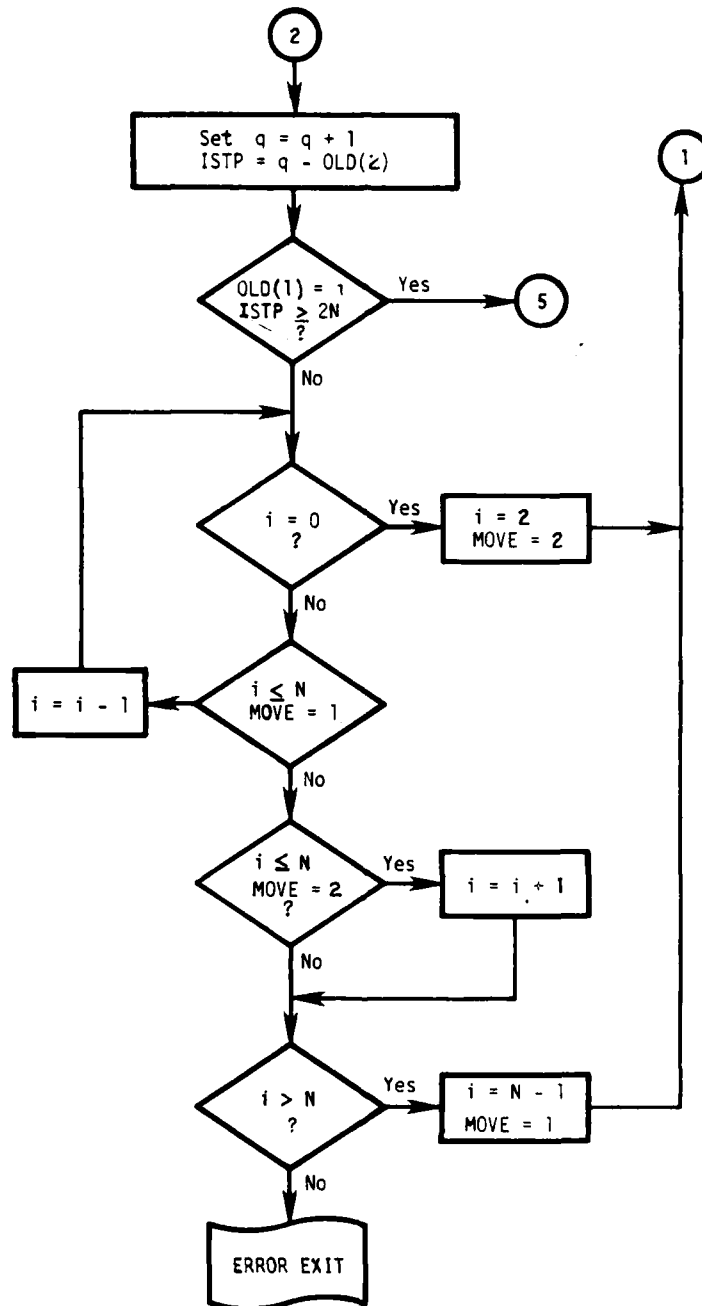 2
Set q = q + 1
ISTP = q - OLD(2)
1
OLD(1) = 1
ISTP ≥ 2N
?
Yes
5
No
i = 0
?
Yes
i = 2
MOVE = 2
No
i ≤ N
MOVE = 1
i = i - 1
No
i ≤ N
MOVE = 2
?
Yes
i = i + 1
No
i > N
?
Yes
i = N - 1
MOVE = 1
No
ERROR EXIT